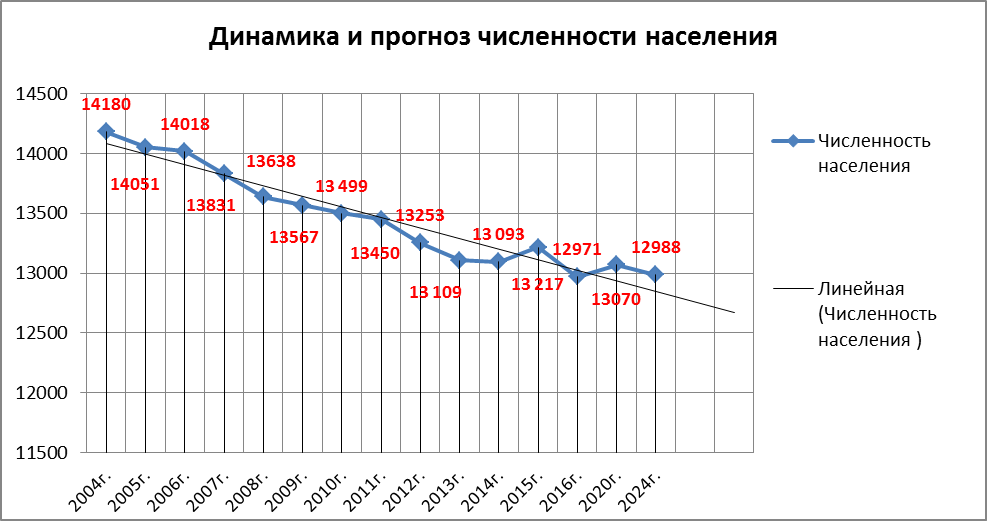 Динамика и прогноз численности населения
14500
14000
13500
13000
12500
12000
11500
14180
14051
14018
13831
13638
13567
13 499
13450
13253
13 109
13 093
13 217
12971
13070
12988
2004г.
2005г.
2006г.
2007г.
2008г.
2009г.
2010г.
2011г.
2012г.
2013г.
2014г.
2015г.
2016г.
2020г.
2024г.
Численность
населения
Линейная
(Численность
населения )